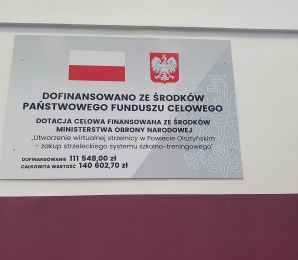 DOFINANSOWANO ZE ŚRODKÓW
PAŃSTWOWEGO FUNDUSZU CELOWEGO
DOTACJA CELOWA FINANSOWANA ZE ŚRODKÓW
MINISTERSTWA OBRONY NARODOWEJ
„Utworzenie wirtualnej strzelnicy w Powiecie Olsztyńskim
- zakup strzeleckiego systemu szkolno-treningowego"
DOFINANSOWANIE 111 548,00 zł
CAŁKOWITA WARTOŚĆ 140 602,70 zł